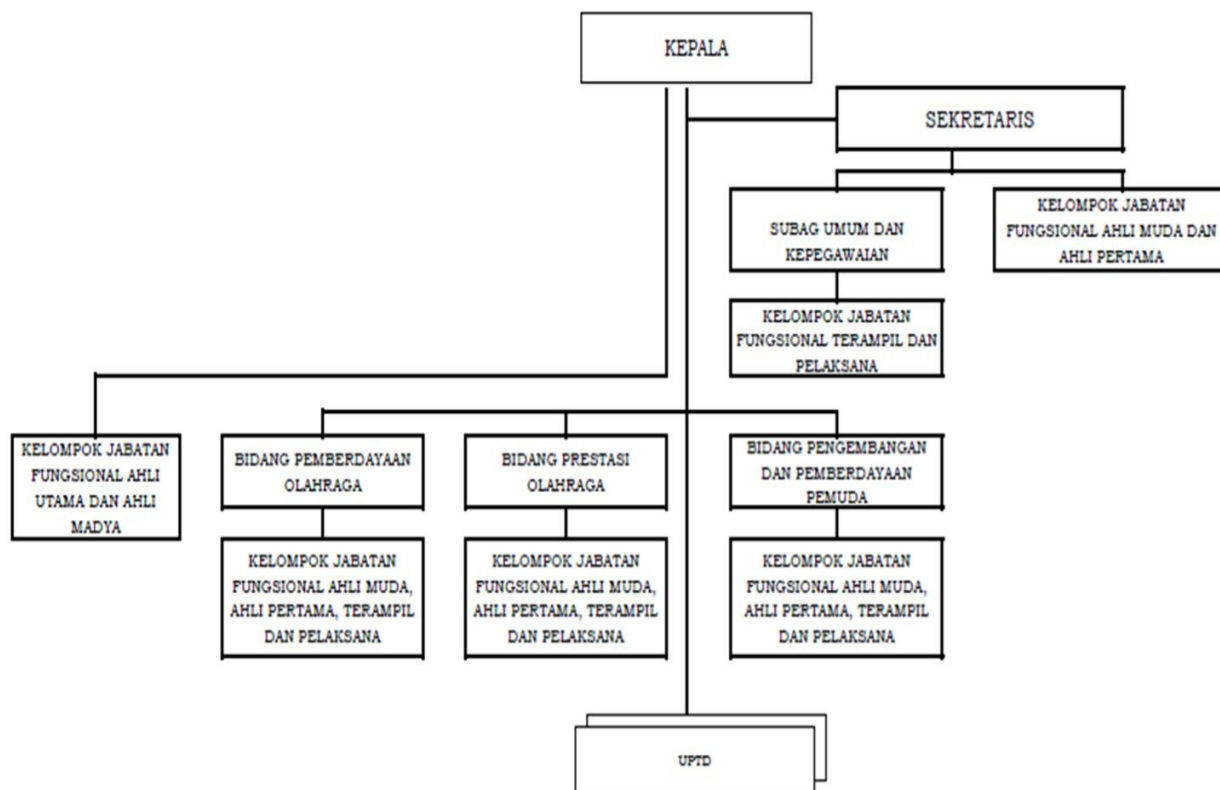 KEPALA
SEKRETARIS
SUBAG UMUM DAN
KEPEGAWAIAN
KELOMPOK JABATAN
FUNGSIONAL AHLI MUDA DAN
AHLI PERTAMA
KELOMPOK JABATAN
FUNGSIONAL TERAMPIL DAN
PELAKSANA
KELOMPOK JABATAN
FUNGSIONAL AHLI
UTAMA DAN AHLI
MADYA
BIDANG PEMBERDAYAAN
OLAHRAGA
BIDANG PRESTASI
OLAHRAGA
BIDANG PENGEMBANGAN
DAN PEMBERDAYAAN
PEMUDA
KELOMPOK JABATAN
FUNGSIONAL AHLI MUDA,
AHLI PERTAMA, TERAMPIL
DAN PELAKSANA
KELOMPOK JABATAN
FUNGSIONAL AHLI MUDA,
AHLI PERTAMA, TERAMPIL
DAN PELAKSANA
KELOMPOK JABATAN
FUNGSIONAL AHLI MUDA,
AHLI PERTAMA, TERAMPIL
DAN PELAKSANA
UPTD